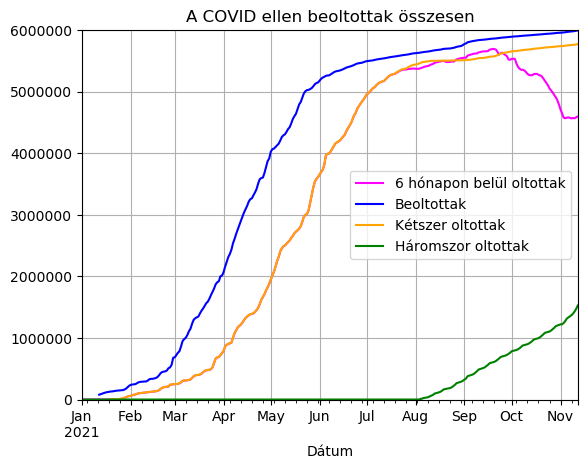 A COVID ellen beoltottak összesen
6000000
5000000
4000000
3000000
2000000
1000000
0
6 hónapon belül oltottak
Beoltottak
Kétszer oltottak
Háromszor oltottak
Jan Feb Mar Apr May Jun Jul Aug Sep Oct Nov
2021
Dátum